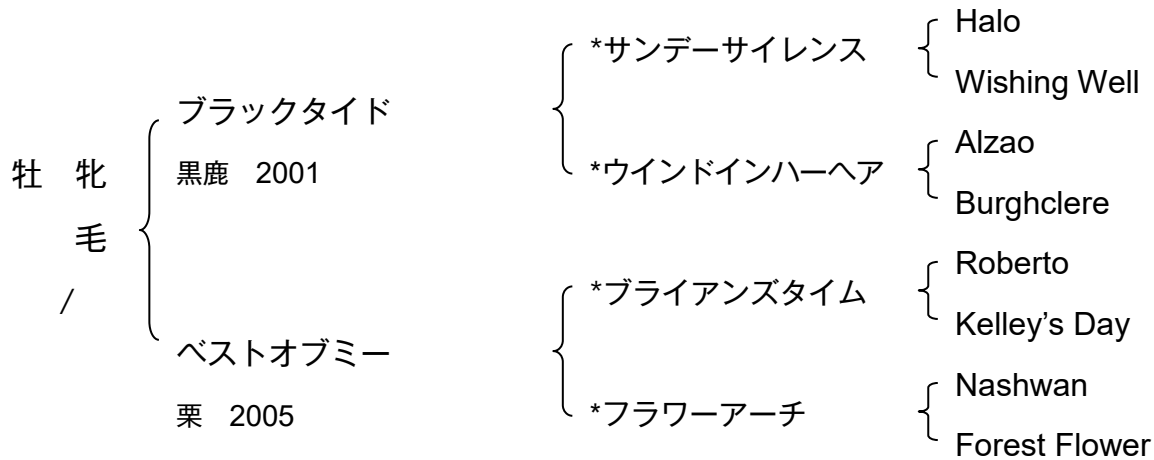 牡　牝
毛
/
ブラックタイド
黒鹿　2001
ベストオブミー
栗　2005
*サンデーサイレンス
*ウインドインハーヘア
*ブライアンズタイム
*フラワーアーチ
Halo
Wishing Well
Alzao
Burghclere
Roberto
Kelley’s Day
Nashwan
Forest Flower